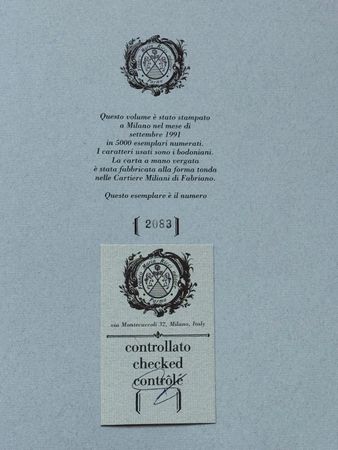 Questo volume è stato stampato
a Milano nel mese di
settembre 1991
in 5000 esemplari numerati.
I caratteri usati sono i bodoniani.
La carta a mano vergata
è stata fabbricata alla forma tonda
nelle Cartiere Miliani di Fabriano.
Questo esemplare è il numero
2083
via Montecuccoli 32, Milano, Italy
controllato
checked
contrôlé